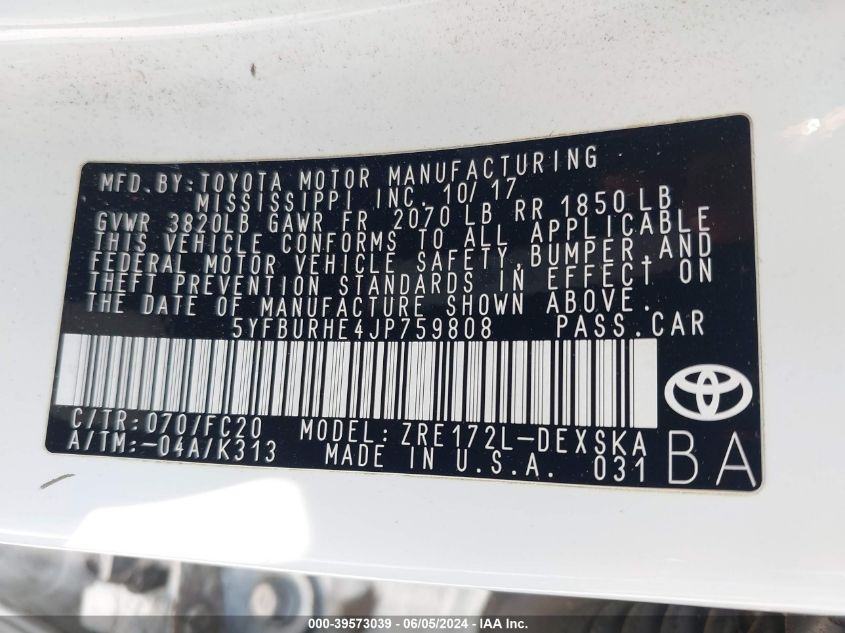 MFD. BY: TOYOTA MOTOR MANUFACTURING
MISSISSIPPI INC. 10/17
GVWR 3820LB GAWR FR 2070 LB RR 1850 LB
THIS VEHICLE CONFORMS TO ALL APPLICABLE
FEDERAL MOTOR VEHICLE SAFETY, BUMPER, AND
THEFT PREVENTION STANDARDS IN EFFECT ON
THE DATE OF MANUFACTURE SHOWN ABOVE.
5YFBURHE4JP759808 PASS. CAR
C/TR: 070/FC20 MODEL: ZRE172L-DEXSKA
A/TM: -04A/K313 MADE IN U.S.A. 031
BA
000-39573039 - 06/05/2024 - IAA Inc.